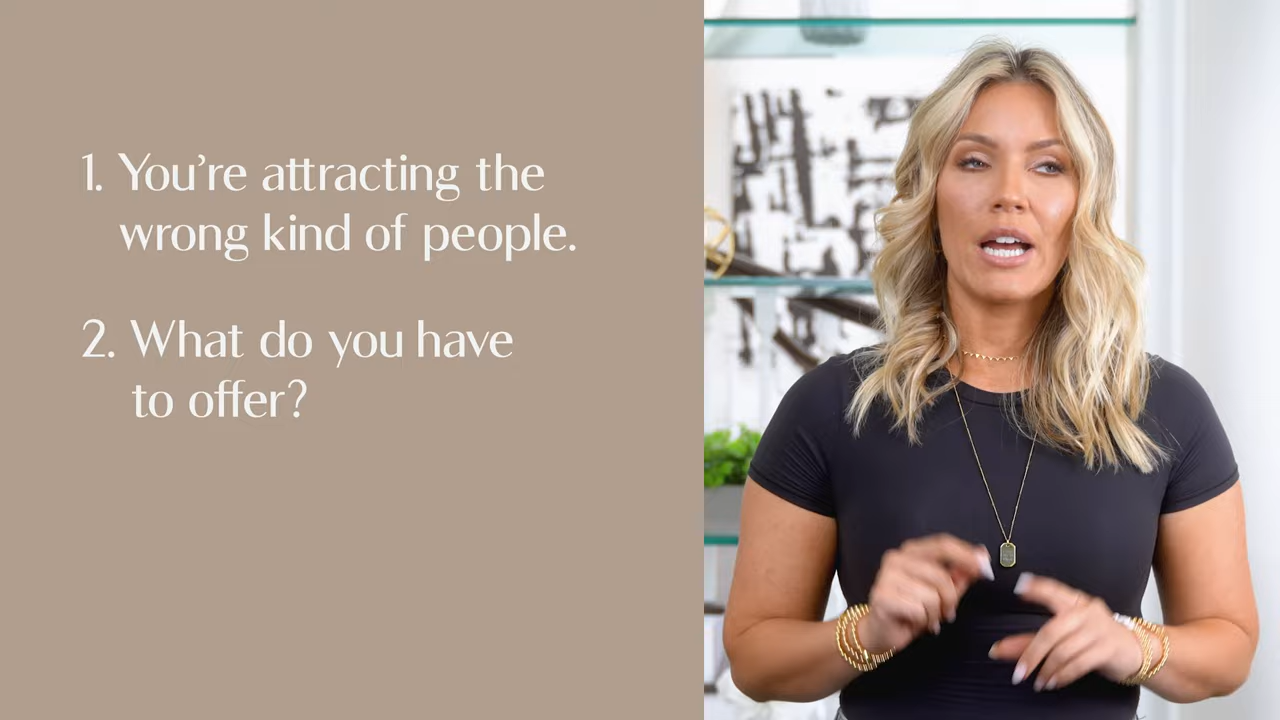 1. You’re attracting the
wrong kind of people.
2. What do you have
to offer?